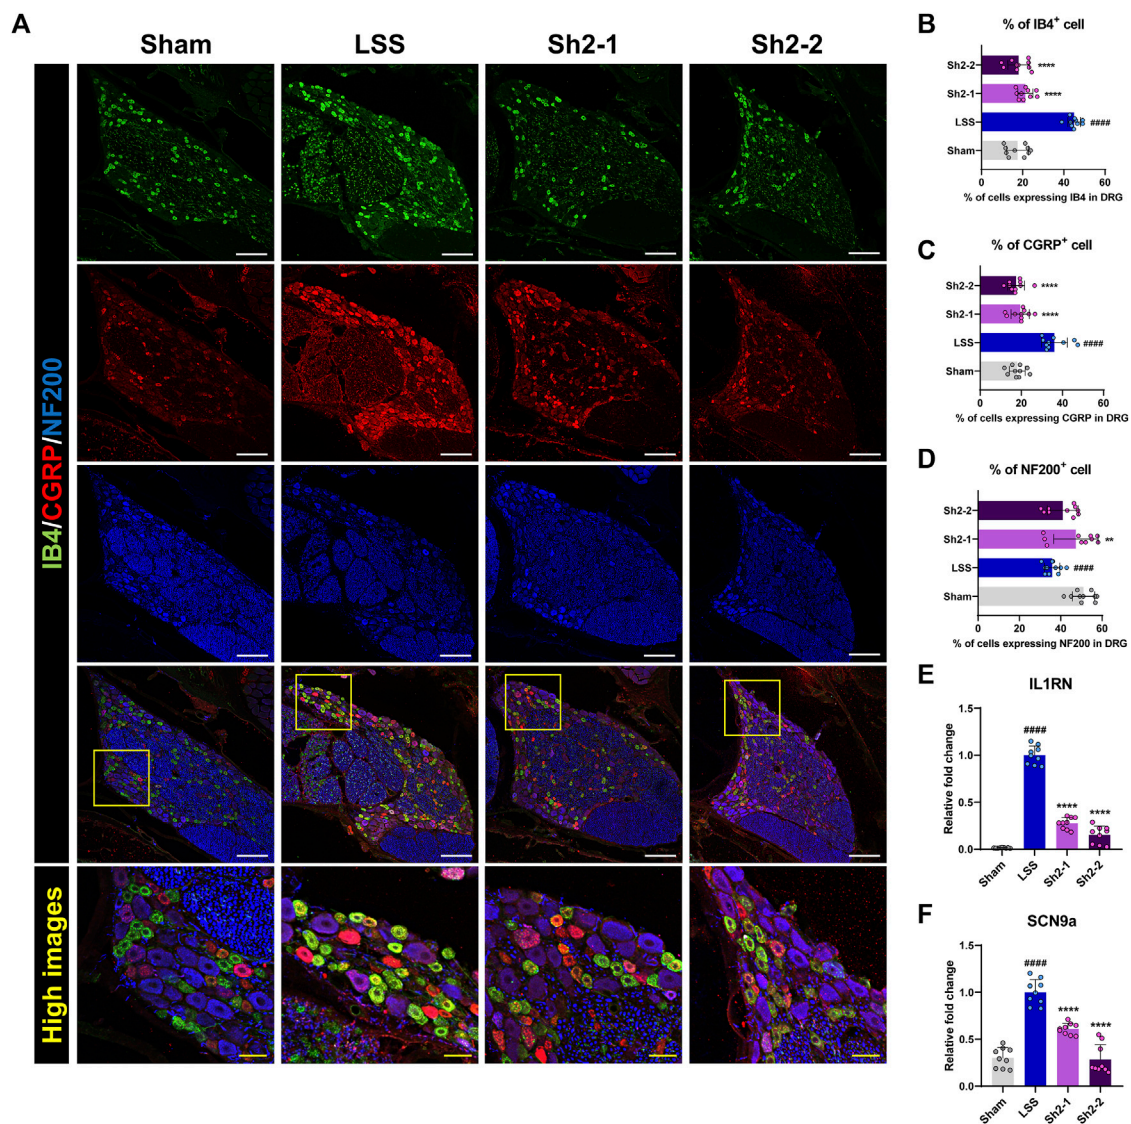 A
Sham
LSS
Sh2-1
Sh2-2
IB4/CGRP/NF200
High images
B
% of IB4+ cell
Sh2-2
****
Sh2-1
****
LSS
####
Sham
0 20 40 60
% of cells expressing IB4 in DRG
C
% of CGRP+ cell
Sh2-2
****
Sh2-1
****
LSS
####
Sham
0 20 40 60
% of cells expressing CGRP in DRG
D
% of NF200+ cell
Sh2-2
Sh2-1
**
LSS
####
Sham
0 20 40 60
% of cells expressing NF200 in DRG
E
IL1RN
Relative fold change
1.5
1.0
0.5
0.0
####
****
****
Sham
LSS
Sh2-1
Sh2-2
F
SCN9a
Relative fold change
1.5
1.0
0.5
0.0
####
****
****
Sham
LSS
Sh2-1
Sh2-2